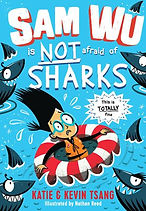 SAM WU
is NOT afraid of
SHARKS
This is
TOTALLY
fine
KATIE & KEVIN TSANG
Illustrated by Nathan Reed